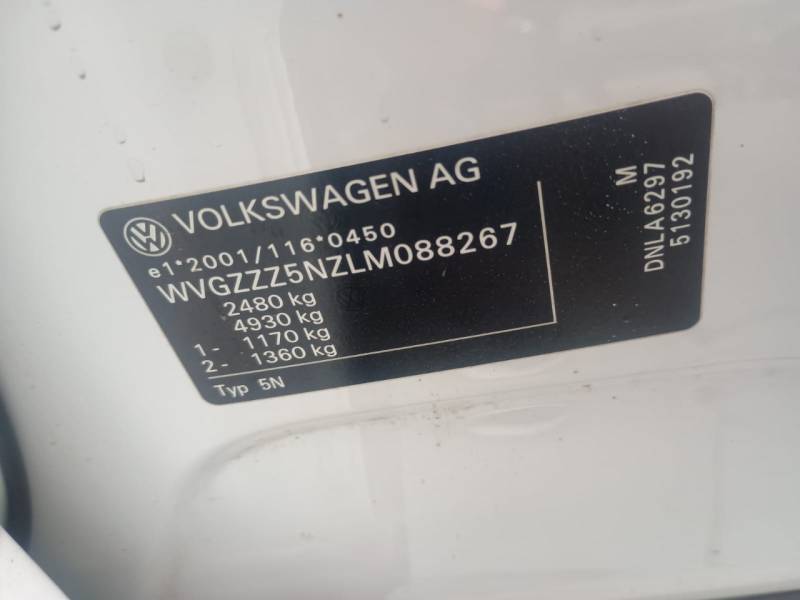 VOLKSWAGEN AG
e1*2001/116*0450
WVGZZZ5NZLM088267
2480 kg
4930 kg
1- 1170 kg
2- 1360 kg
Typ 5N
M
DNLA6297
5130192